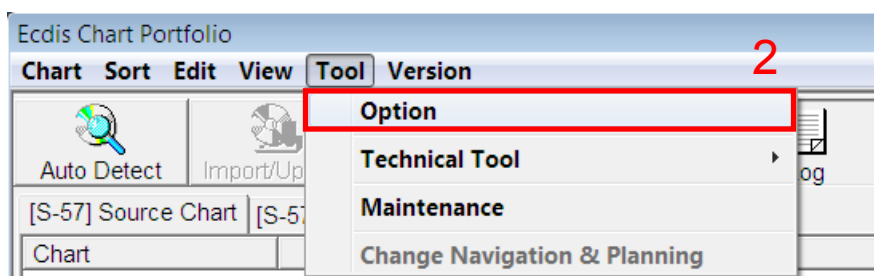 Ecdis Chart Portfolio
2
Chart Sort Edit View Tool Version
Option
Auto Detect Import/Up
Technical Tool
og
[S-57] Source Chart [S-57
Maintenance
Chart
Change Navigation & Planning